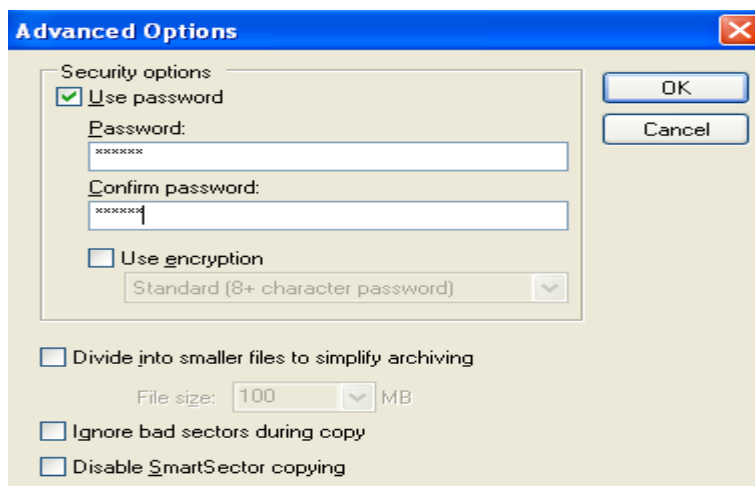 Advanced Options
Security options
Use password
OK
Password:
Cancel
******
Confirm password:
******
Use encryption
Standard (8+ character password)
Divide into smaller files to simplify archiving
File size: 100 MB
Ignore bad sectors during copy
Disable SmartSector copying